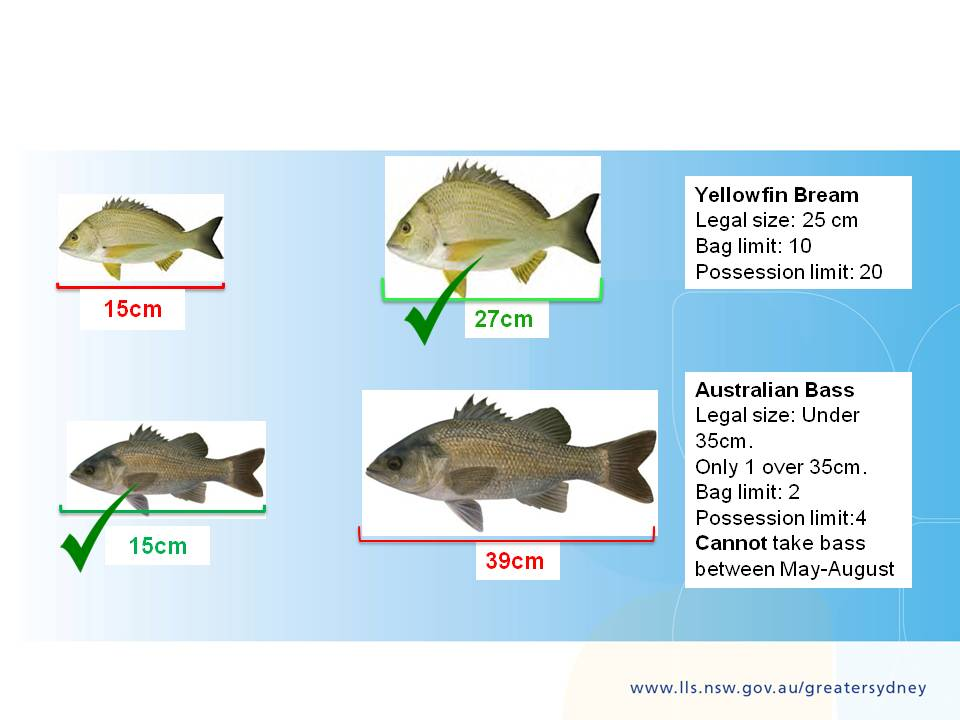 15cm
27cm
Yellowfin Bream
Legal size: 25 cm
Bag limit: 10
Possession limit: 20
15cm
39cm
Australian Bass
Legal size: Under
35cm.
Only 1 over 35cm.
Bag limit: 2
Possession limit:4
Cannot take bass
between May-August
www.lls.nsw.gov.au/greatersydney